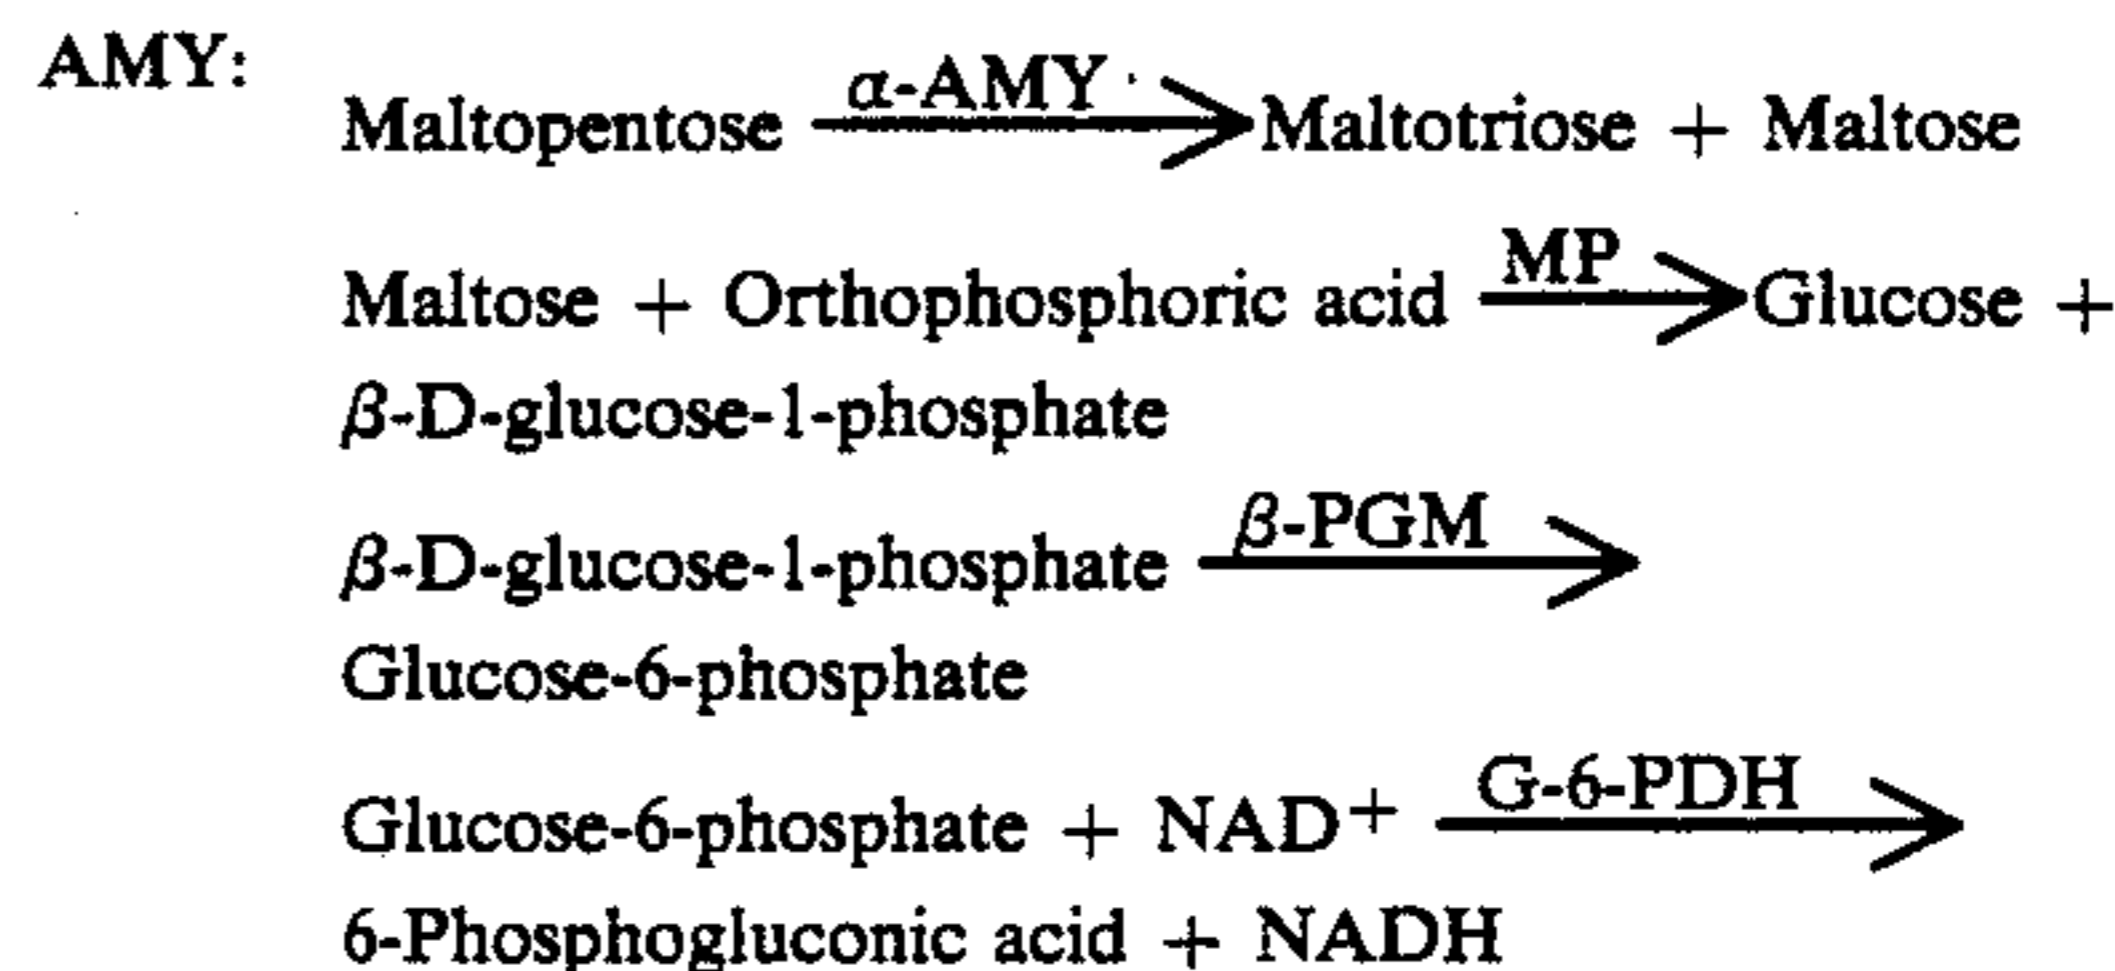 AMY:
Maltopentose α-AMY Maltotriose + Maltose
Maltose + Orthophosphoric acid MP Glucose +
β-D-glucose-1-phosphate
β-D-glucose-1-phosphate β-PGM
Glucose-6-phosphate
Glucose-6-phosphate + NAD+ G-6-PDH
6-Phosphogluconic acid + NADH